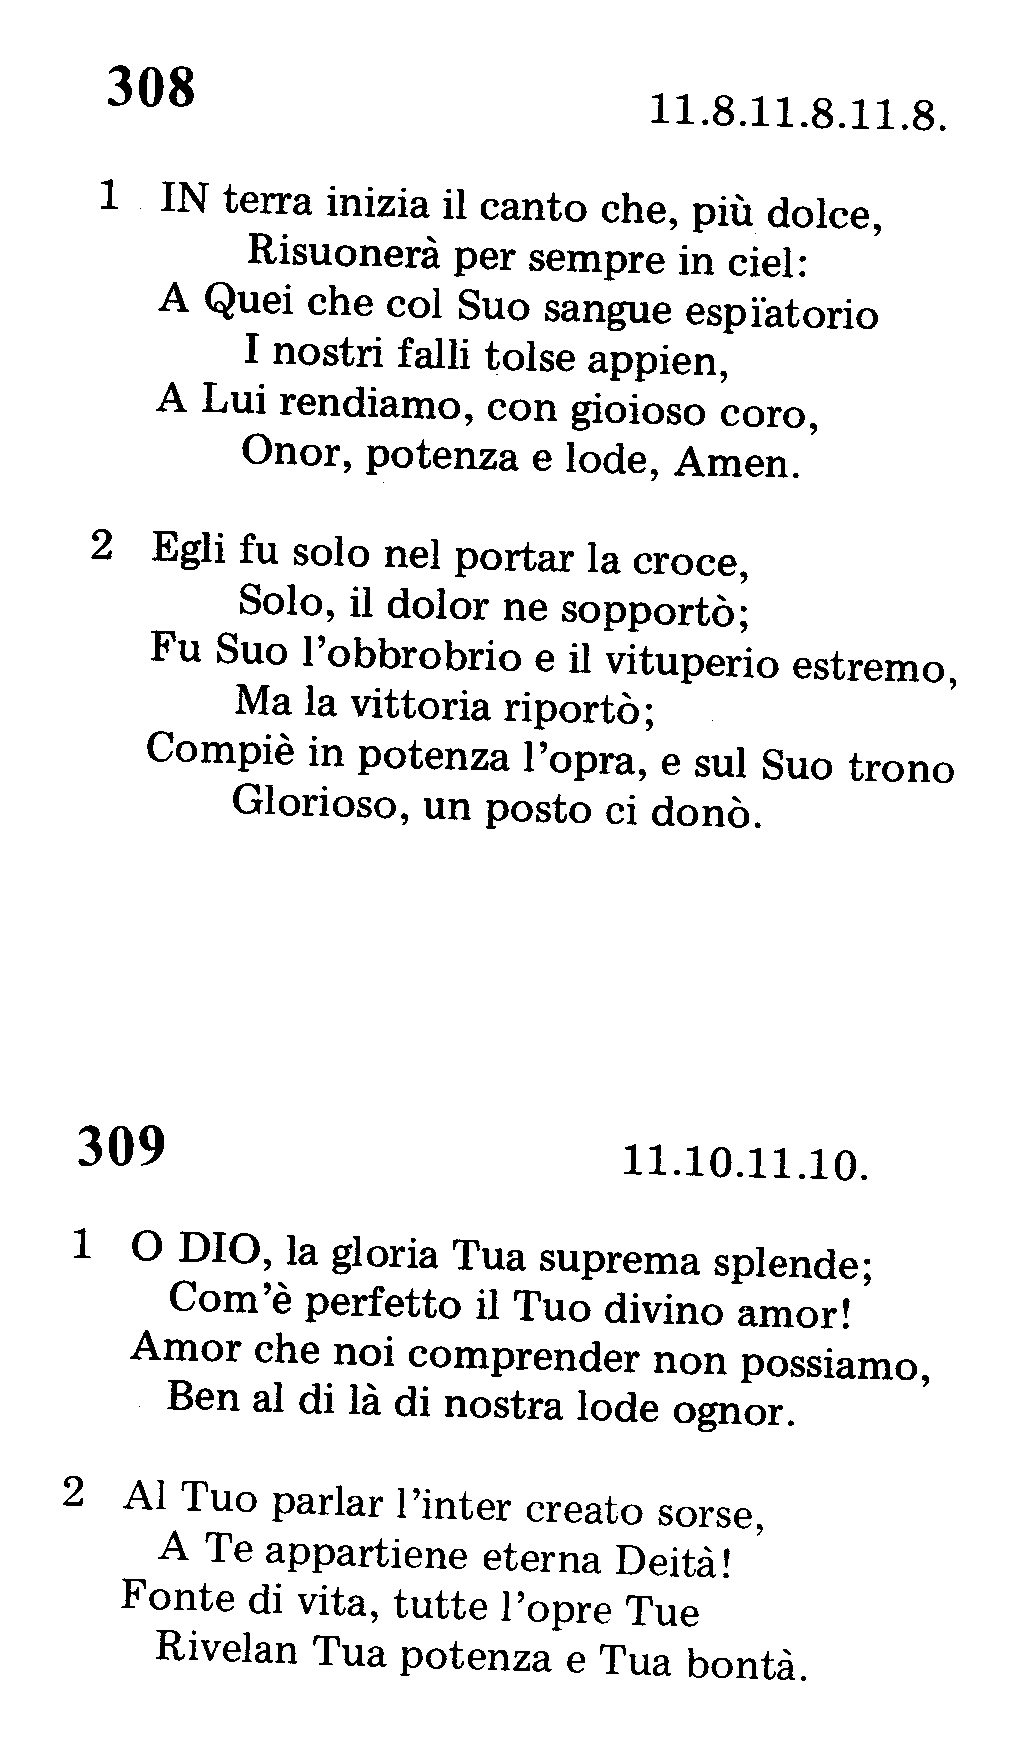 308
11.8.11.8.11.8.
1 IN terra inizia il canto che, più dolce,
Risuonerà per sempre in ciel:
A Quei che col Suo sangue espïatorio
I nostri falli tolse appien,
A Lui rendiamo, con gioioso coro,
Onor, potenza e lode, Amen.
2 Egli fu solo nel portar la croce,
Solo, il dolor ne sopportò;
Fu Suo l’obbrobrio e il vituperio estremo,
Ma la vittoria riportò;
Compiè in potenza l’opra, e sul Suo trono
Glorioso, un posto ci donò.
309
11.10.11.10.
1 O DIO, la gloria Tua suprema splende;
Com’è perfetto il Tuo divino amor!
Amor che noi comprender non possiamo,
Ben al di là di nostra lode ognor.
2 Al Tuo parlar l’inter creato sorse,
A Te appartiene eterna Deità!
Fonte di vita, tutte l’opre Tue
Rivelan Tua potenza e Tua bontà.